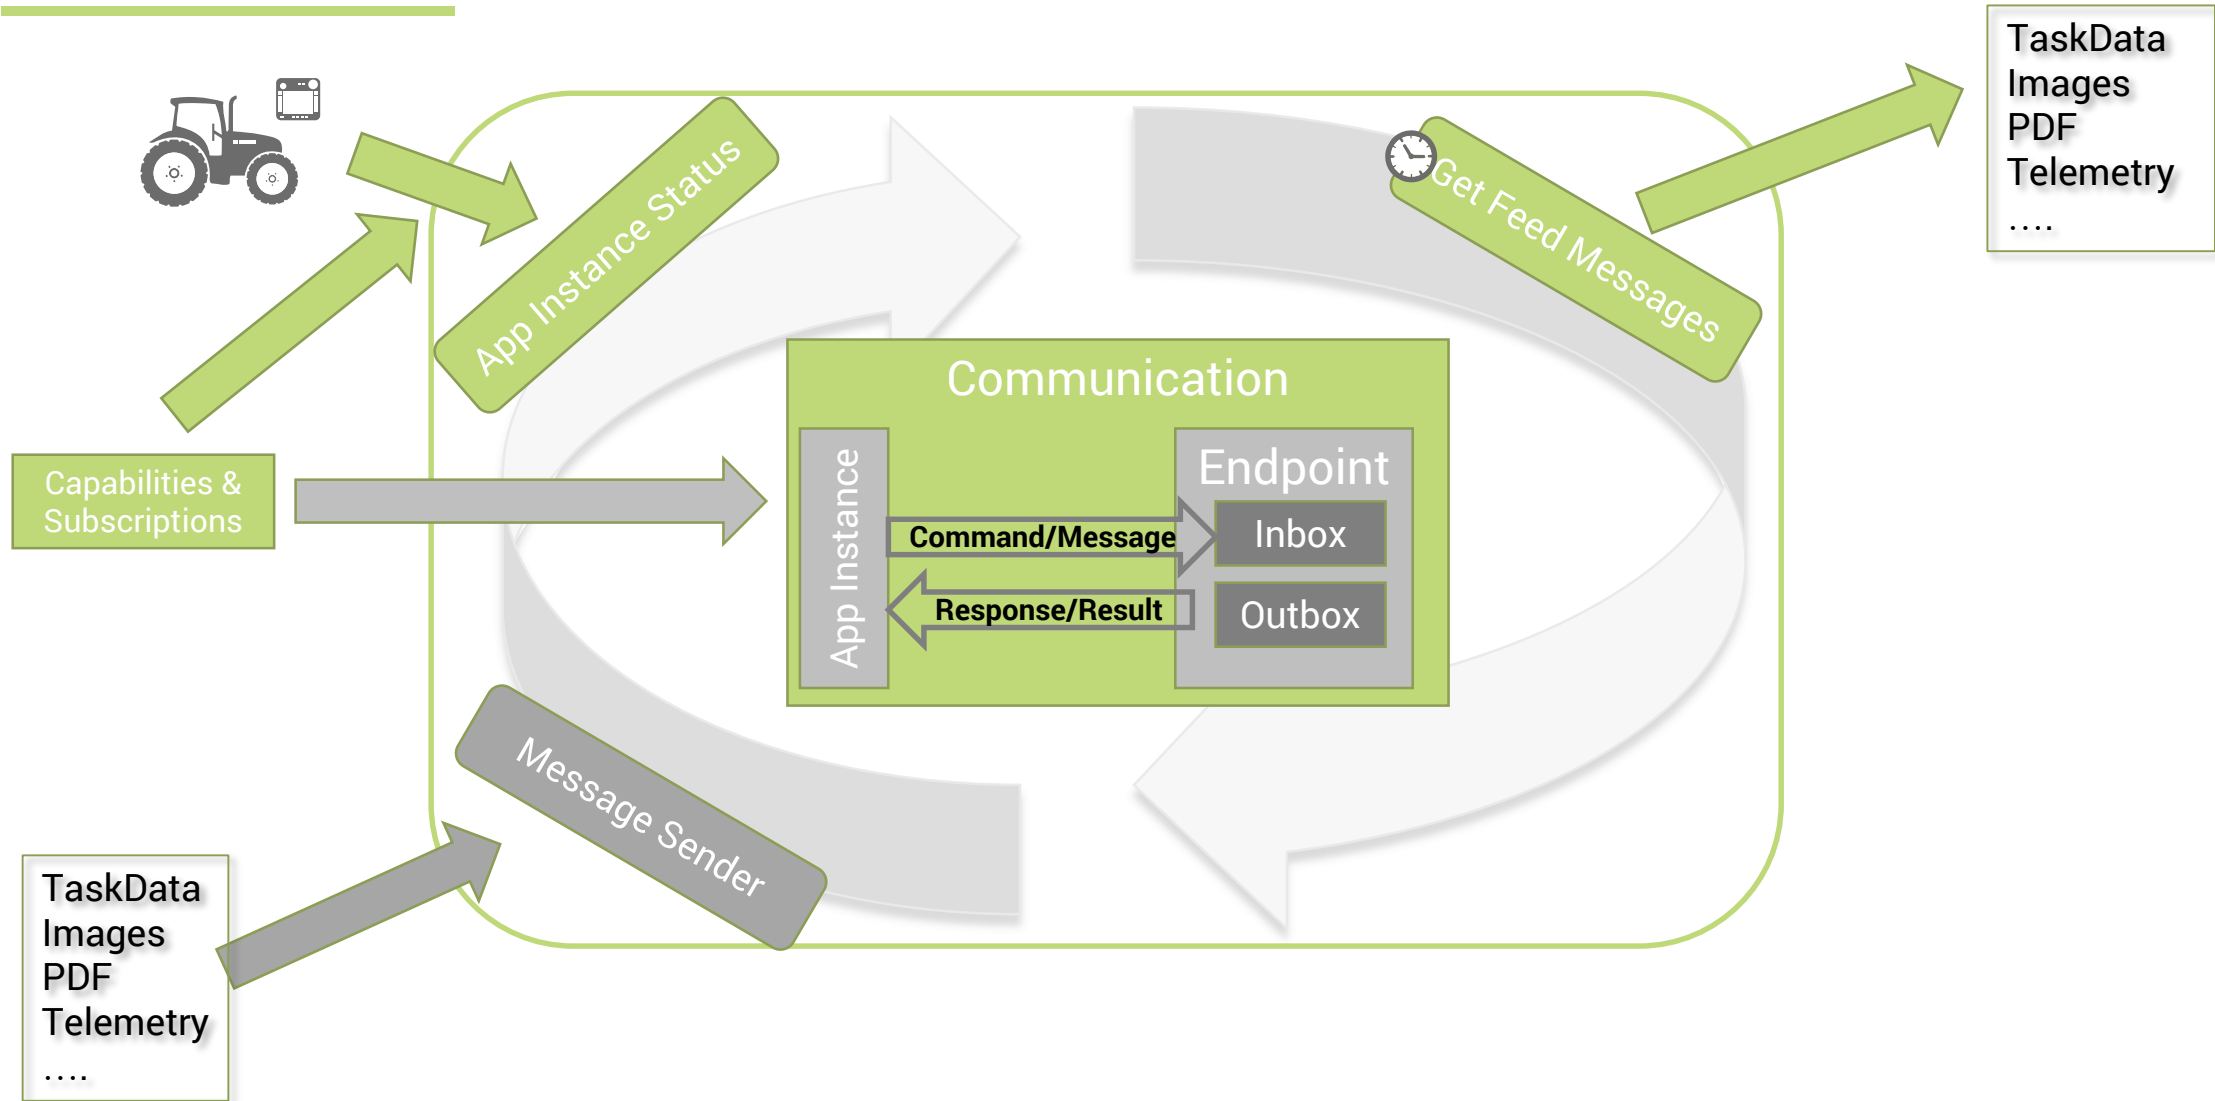 TaskData
Images
PDF
Telemetry
....
App Instance Status
Get Feed Messages
Communication
App Instance
Endpoint
Command/Message
Inbox
Response/Result
Outbox
Capabilities &
Subscriptions
Message Sender
TaskData
Images
PDF
Telemetry
....